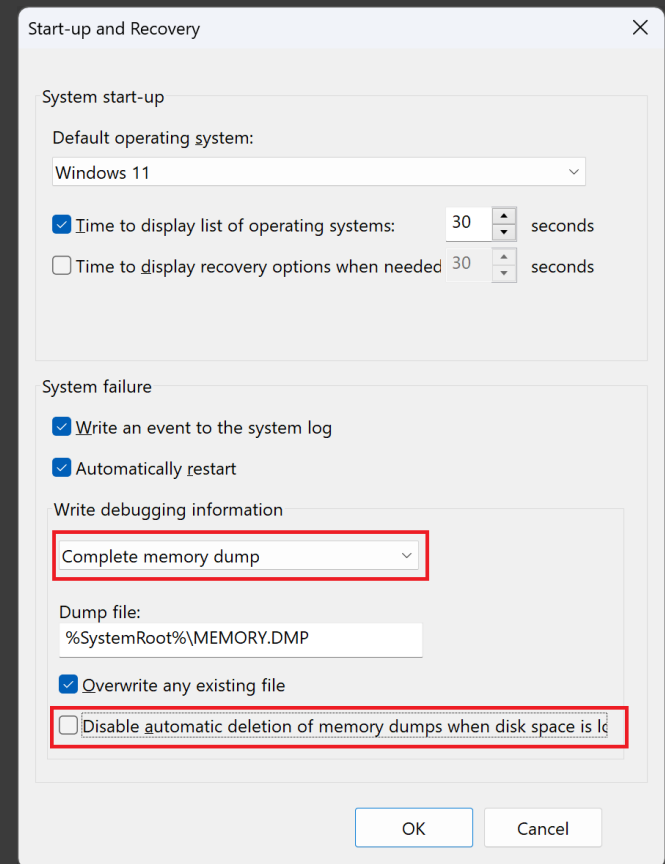 Start-up and Recovery
System start-up
Default operating system:
Windows 11
Time to display list of operating systems: 30 seconds
Time to display recovery options when needed 30 seconds
System failure
Write an event to the system log
Automatically restart
Write debugging information
Complete memory dump
Dump file:
%SystemRoot%\MEMORY.DMP
Overwrite any existing file
Disable automatic deletion of memory dumps when disk space is
OK Cancel